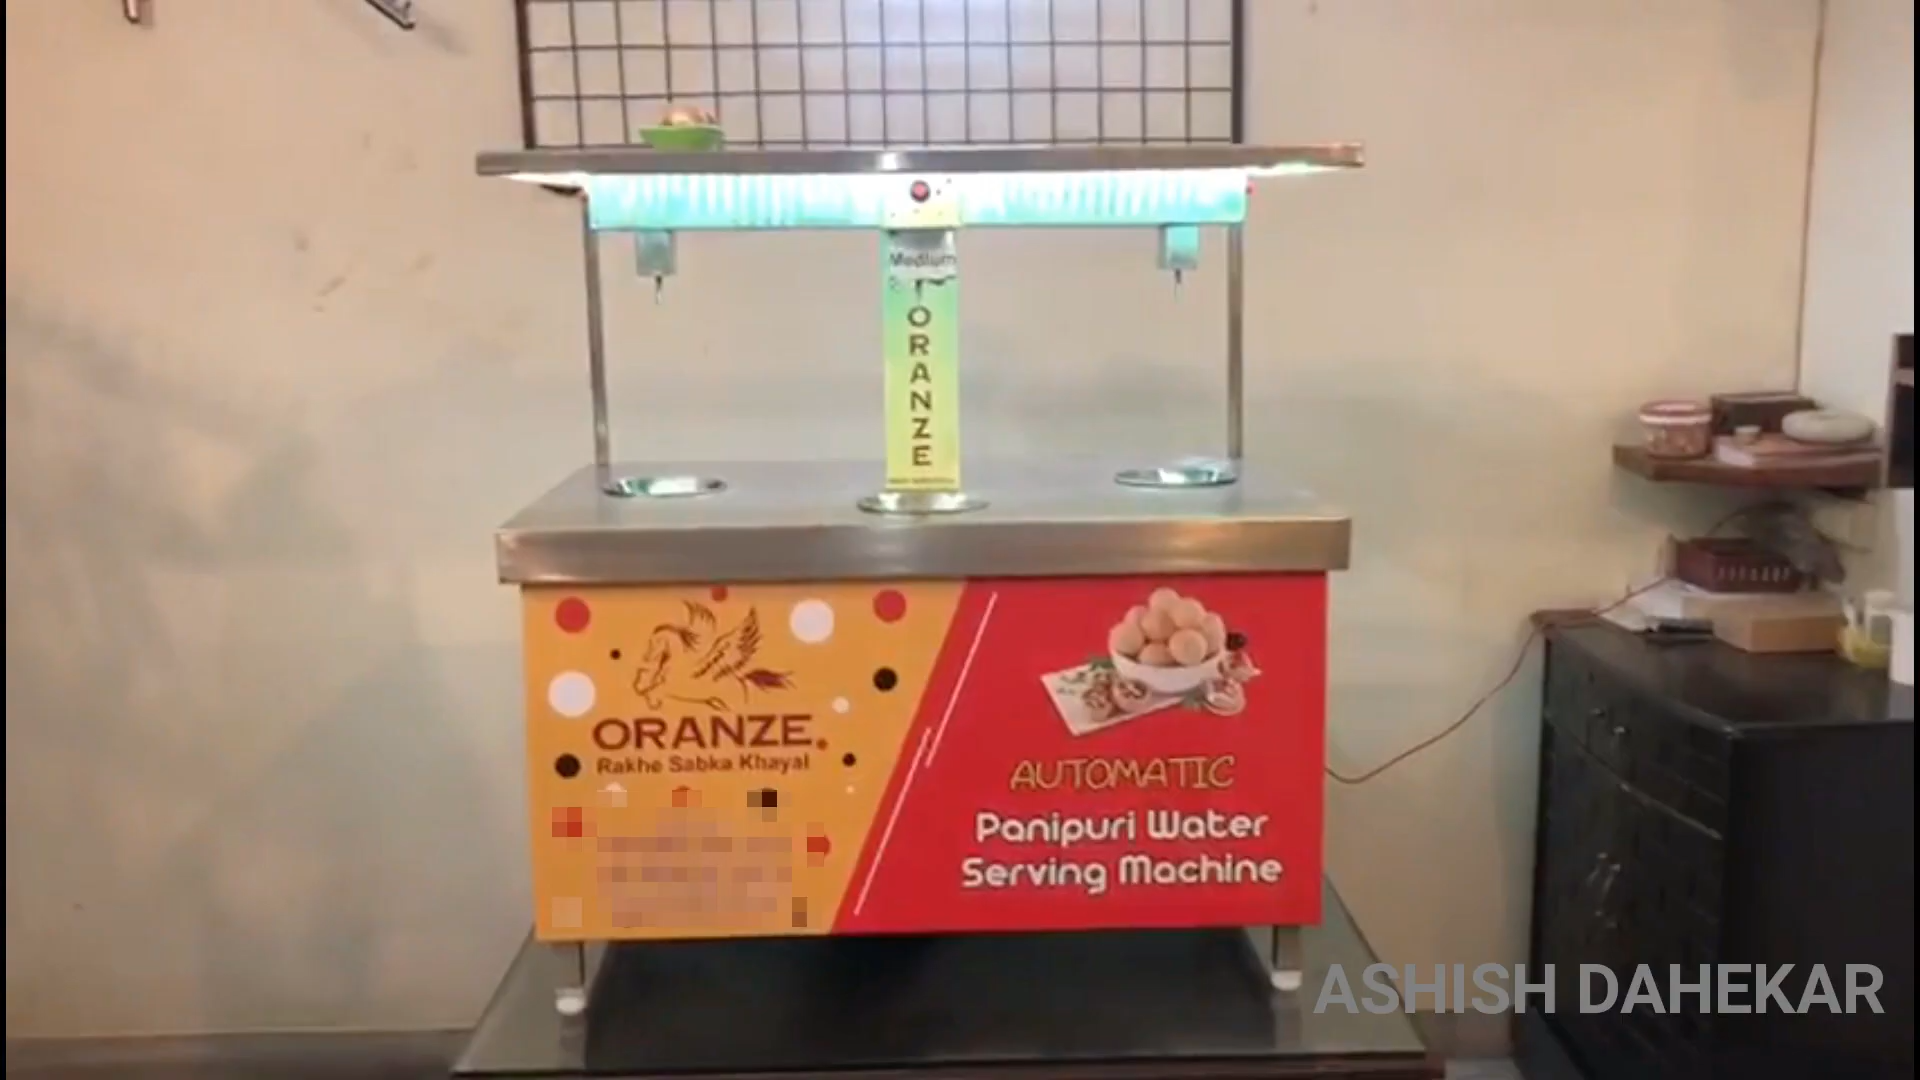 Medium
ORANZE
ORANZE
Rakhe Sabka Khayal
AUTOMATIC
Panipuri Water
Serving Machine
ASHISH DAHEKAR